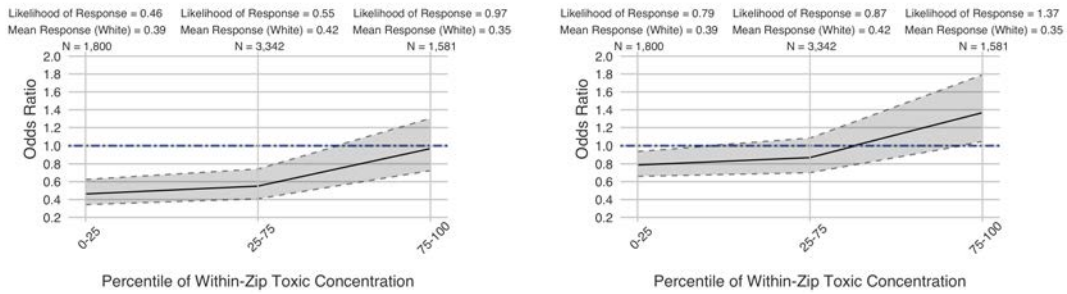 Likelihood of Response = 0.46 Likelihood of Response = 0.55 Likelihood of Response = 0.97
Mean Response (White) = 0.39 Mean Response (White) = 0.42 Mean Response (White) = 0.35
N = 1,800 N = 3,342 N = 1,581
2.0
1.8
1.6
1.4
1.2
1.0
0.8
0.6
0.4
0.2
Odds Ratio
0-25 25-75 75-100
Percentile of Within-Zip Toxic Concentration
Likelihood of Response = 0.79 Likelihood of Response = 0.87 Likelihood of Response = 1.37
Mean Response (White) = 0.39 Mean Response (White) = 0.42 Mean Response (White) = 0.35
N = 1,800 N = 3,342 N = 1,581
2.0
1.8
1.6
1.4
1.2
1.0
0.8
0.6
0.4
0.2
Odds Ratio
0-25 25-75 75-100
Percentile of Within-Zip Toxic Concentration